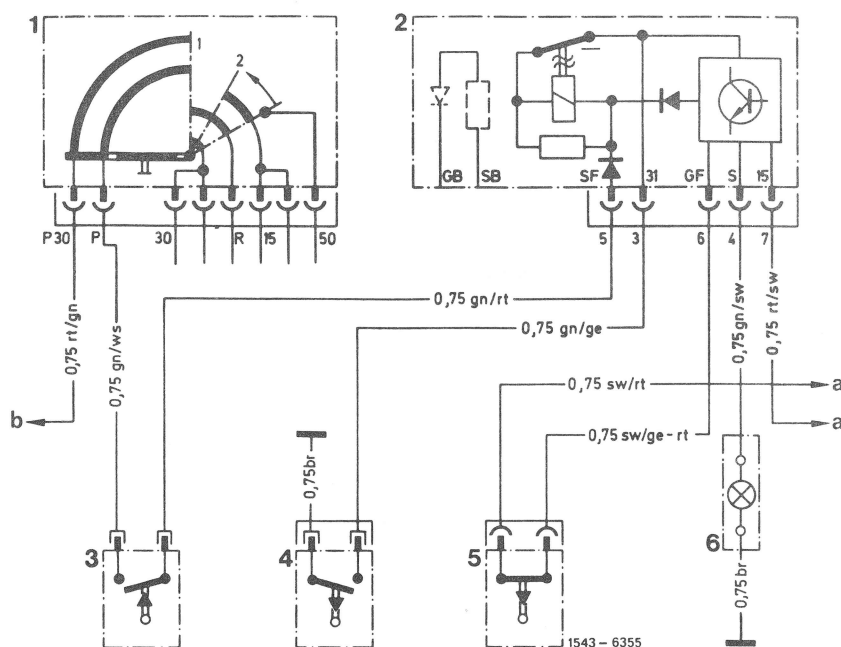 1
1
2
2
GB
SB
SF
31
GF
S
15
P30
P
30
R
15
50
5
3
6
4
7
0,75 rt/gn
0,75 gn/ws
0,75 gn/rt
0,75 gn/ge
0,75 gn/sw
0,75 rt/sw
0,75 sw/rt
a
b
a
0,75 sw/ge-rt
0,75br
3
4
5
6
0,75br
1543-6355